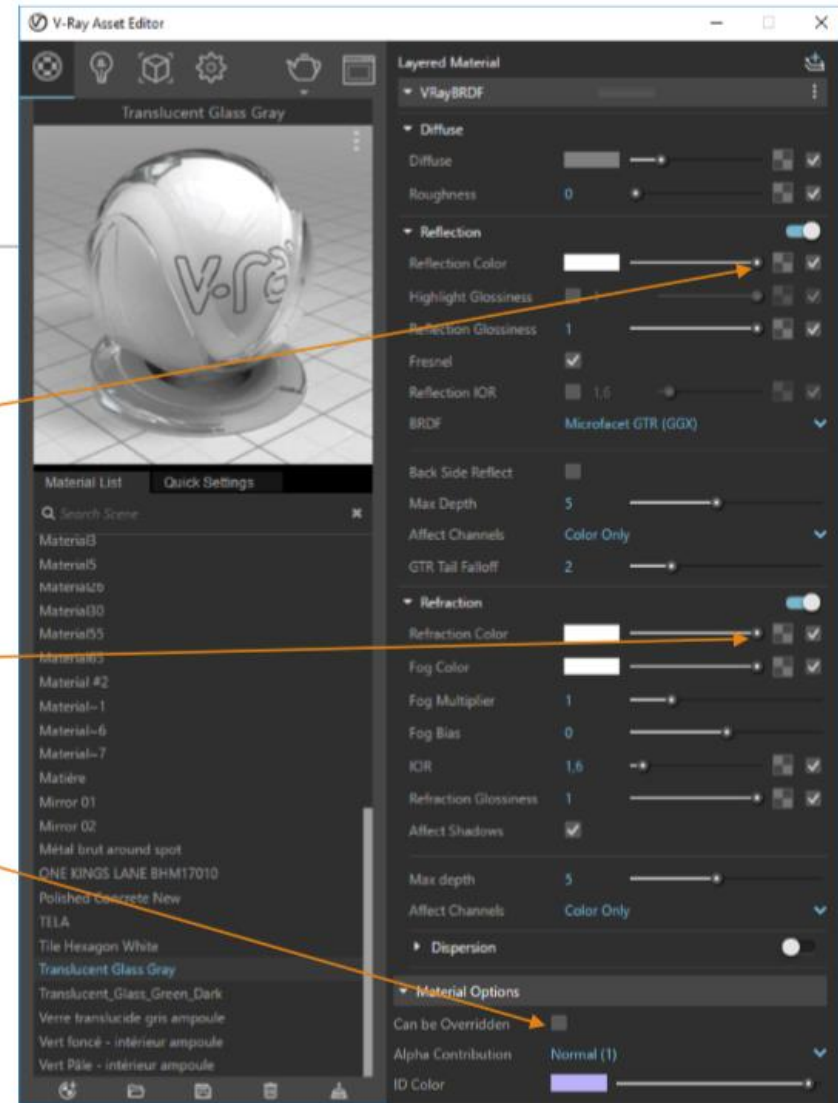 V-Ray Asset Editor
Translucent Glass Gray
v-ra
Material List Quick Settings
Search Scene
Material3
Material5
Material26
Material30
Material55
Material65
Material #2
Material~1
Material~6
Material~7
Matière
Mirror 01
Mirror 02
Métal brut around spot
ONE KINGS LANE BHM17010
Polished Concrete New
TELA
Tile Hexagon White
Translucent Glass Gray
Translucent_Glass_Green_Dark
Verre translucide gris ampoule
Vert foncé - intérieur ampoule
Vert Pâle - intérieur ampoule
Layered Material
VRayBRDF
Diffuse
Diffuse
Roughness 0
Reflection
Reflection Color
Highlight Glossiness 1
Reflection Glossiness 1
Fresnel
Reflection IOR 1,6
BRDF Microfacet GTR (GGX)
Back Side Reflect
Max Depth 5
Affect Channels Color Only
GTR Tail Falloff 2
Refraction
Refraction Color
Fog Color
Fog Multiplier 1
Fog Bias 0
IOR 1,6
Refraction Glossiness 1
Affect Shadows
Max depth 5
Affect Channels Color Only
Dispersion
Material Options
Can be Overridden
Alpha Contribution Normal (1)
ID Color